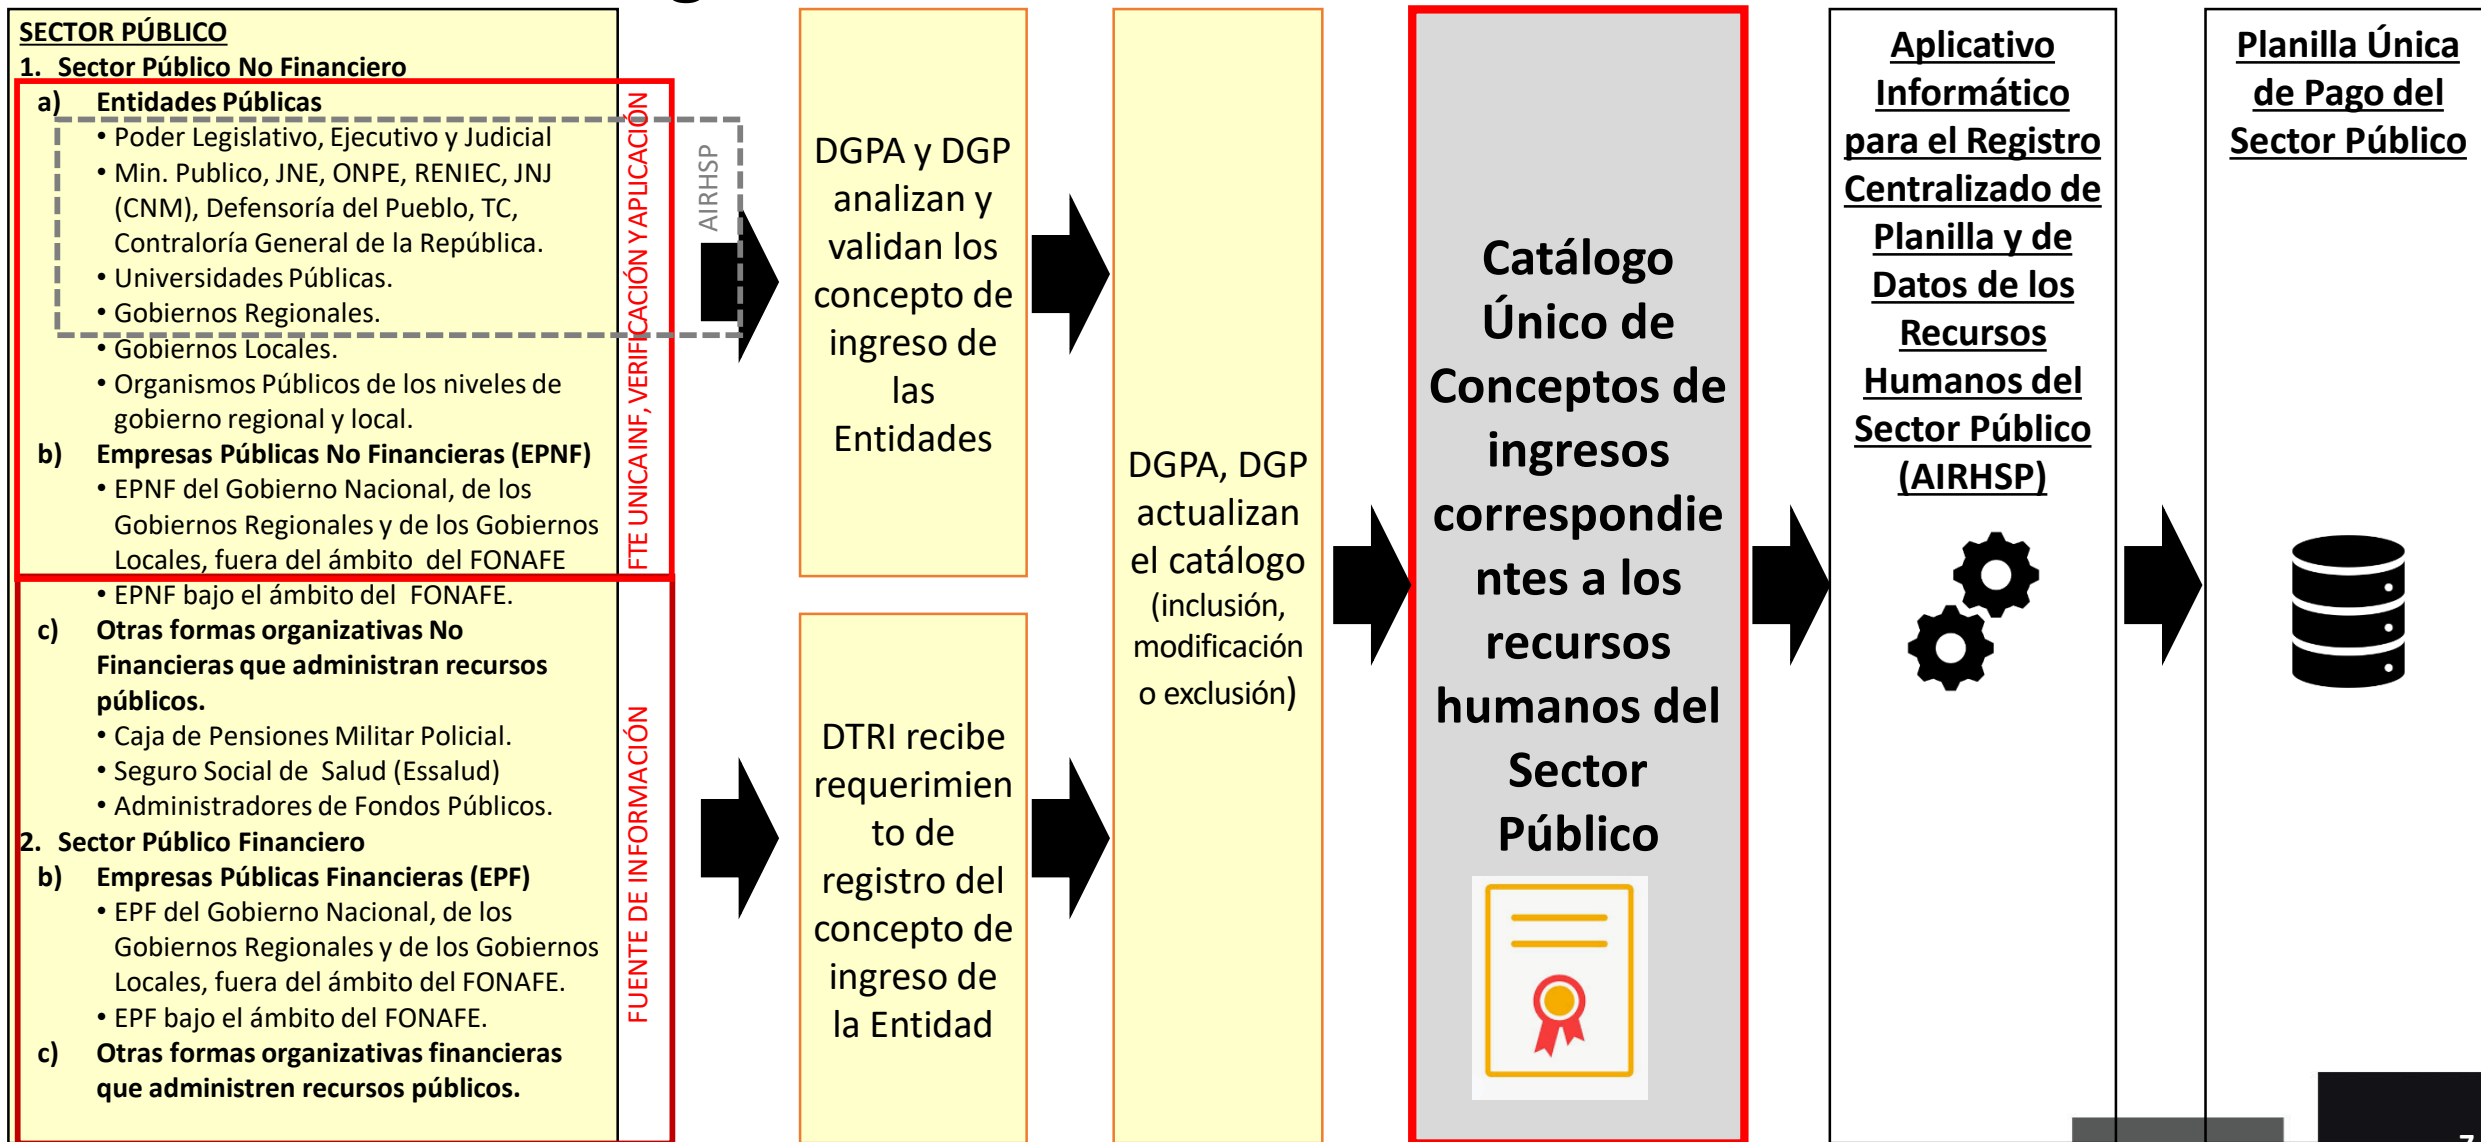 SECTOR PÚBLICO
1. Sector Público No Financiero
a) Entidades Públicas
• Poder Legislativo, Ejecutivo y Judicial
• Min. Publico, JNE, ONPE, RENIEC, JNJ
(CNM), Defensoría del Pueblo, TC,
Contraloría General de la República.
• Universidades Públicas.
• Gobiernos Regionales.
• Gobiernos Locales.
• Organismos Públicos de los niveles de
gobierno regional y local.
b) Empresas Públicas No Financieras (EPNF)
• EPNF del Gobierno Nacional, de los
Gobiernos Regionales y de los Gobiernos
Locales, fuera del ámbito del FONAFE
• EPNF bajo el ámbito del FONAFE.
c) Otras formas organizativas No
Financieras que administran recursos
públicos.
• Caja de Pensiones Militar Policial.
• Seguro Social de Salud (Essalud)
• Administradores de Fondos Públicos.
2. Sector Público Financiero
b) Empresas Públicas Financieras (EPF)
• EPF del Gobierno Nacional, de los
Gobiernos Regionales y de los Gobiernos
Locales, fuera del ámbito del FONAFE.
• EPF bajo el ámbito del FONAFE.
c) Otras formas organizativas financieras
que administren recursos públicos.
FTE UNICA INF, VERIFICACIÓN Y APLICACIÓN
FUENTE DE INFORMACIÓN
AIRHSP
DGPA y DGP
analizan y
validan los
concepto de
ingreso de
las
Entidades
DTRI recibe
requerimien
to de
registro del
concepto de
ingreso de
la Entidad
DGPA, DGP
actualizan
el catálogo
(inclusión,
modificación
o exclusión)
Catálogo
Único de
Conceptos de
ingresos
correspondie
ntes a los
recursos
humanos del
Sector
Público
Aplicativo
Informático
para el Registro
Centralizado de
Planilla y de
Datos de los
Recursos
Humanos del
Sector Público
(AIRHSP)
Planilla Única
de Pago del
Sector Público